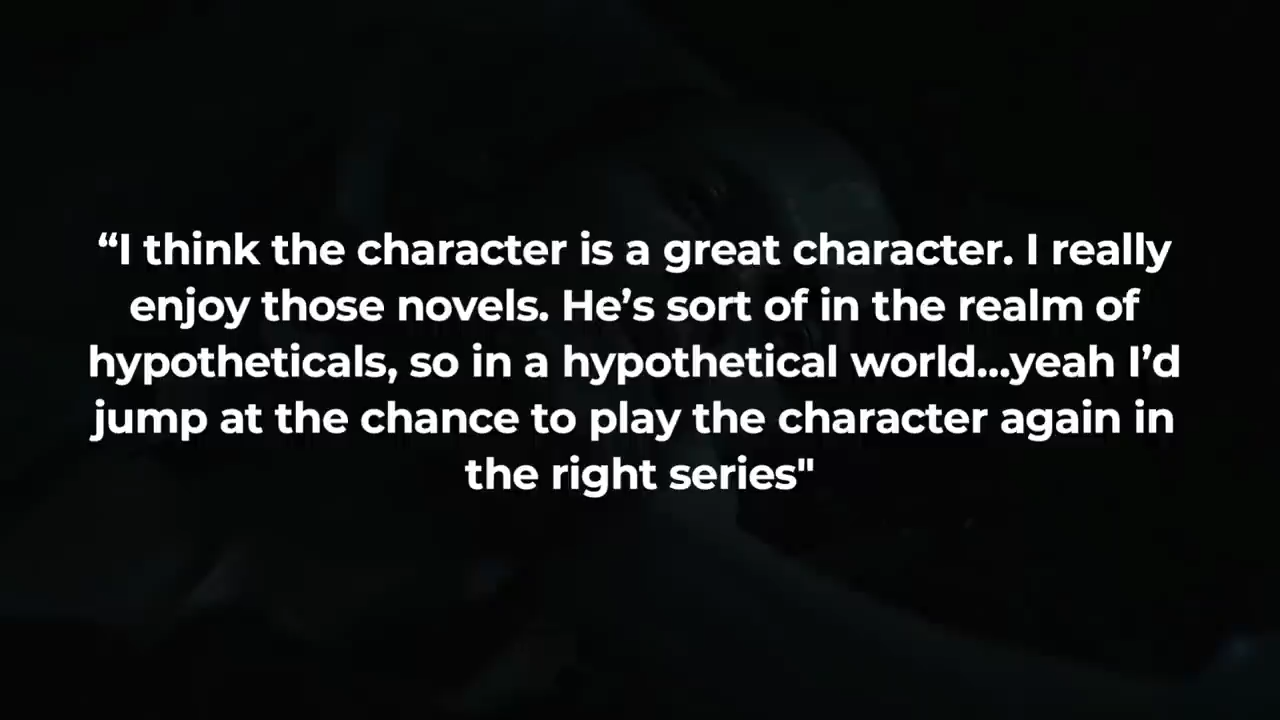 “I think the character is a great character. I really
enjoy those novels. He’s sort of in the realm of
hypotheticals, so in a hypothetical world...yeah I’d
jump at the chance to play the character again in
the right series"